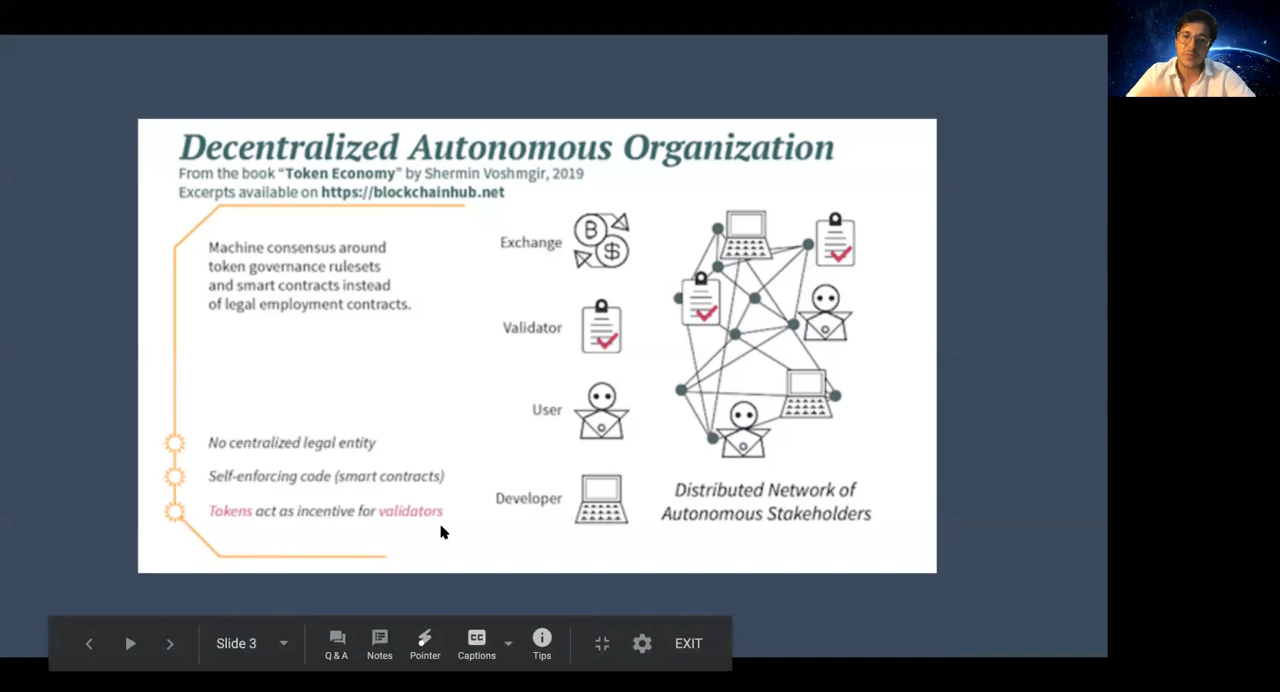 Decentralized Autonomous Organization
From the book “Token Economy” by Shermin Voshmgir, 2019
Excerpts available on https://blockchainhub.net
Machine consensus around
token governance rulesets
and smart contracts instead
of legal employment contracts.
No centralized legal entity
Self-enforcing code (smart contracts)
Tokens act as incentive for validators
Exchange
B
$
Validator
User
Developer
Distributed Network of
Autonomous Stakeholders
Slide 3
Q & A
Notes
Pointer
CC
Captions
Tips
EXIT